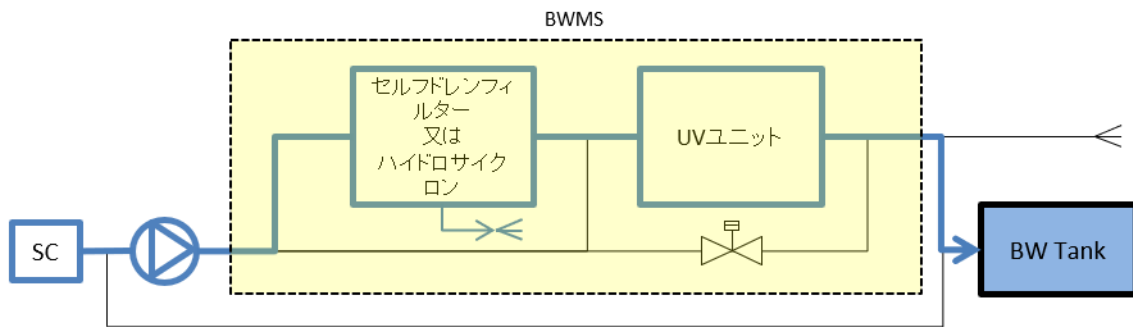 BWMS
セルフドレンフィ
ルター
又は
ハイドロサイク
ロン
UVユニット
SC
BW Tank